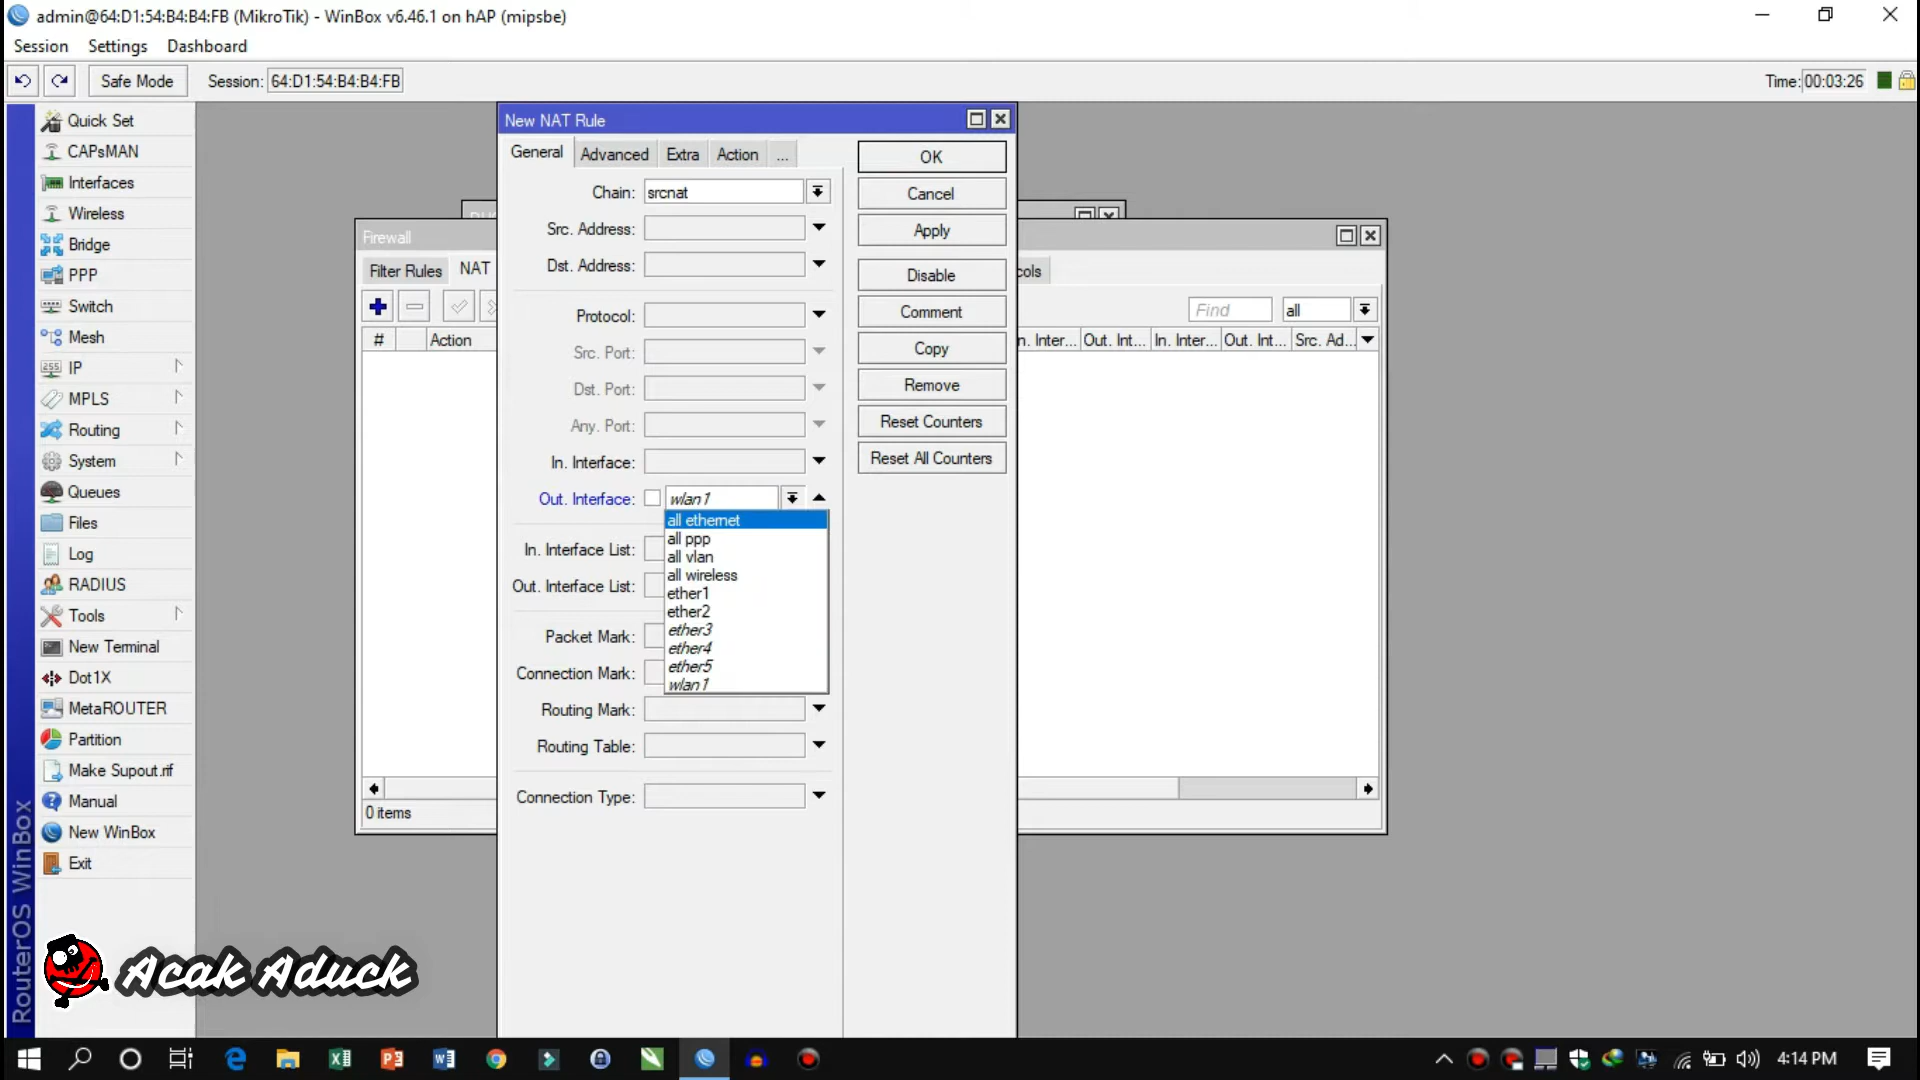 admin@64:D1:54:B4:B4:FB (MikroTik) - WinBox v6.46.1 on hAP (mipsbe)
Session Settings Dashboard
Safe Mode Session: 64:D1:54:B4:B4:FB Time: 00:03:26
Quick Set
CAPsMAN
Interfaces
Wireless
Bridge
PPP
Switch
Mesh
IP
MPLS
Routing
System
Queues
Files
Log
RADIUS
Tools
New Terminal
Dot1X
MetaROUTER
Partition
Make Supout.rif
Manual
New WinBox
Exit
RouterOS WinBox
New NAT Rule
General Advanced Extra Action ...
Chain: srcnat
Src. Address:
Dst. Address:
Protocol:
Src. Port:
Dst. Port:
Any. Port:
In. Interface:
Out. Interface: wlan1
all ethernet
all ppp
all vlan
all wireless
ether1
ether2
ether3
ether4
ether5
wlan1
In. Interface List:
Out. Interface List:
Packet Mark:
Connection Mark:
Routing Mark:
Routing Table:
Connection Type:
OK
Cancel
Apply
Disable
Comment
Copy
Remove
Reset Counters
Reset All Counters
Firewall
Filter Rules NAT cols
Find all
# Action n. Inter... Out. Int... In. Inter... Out. Int... Src. Ad...
0 items
Acak Aduck
4:14 PM